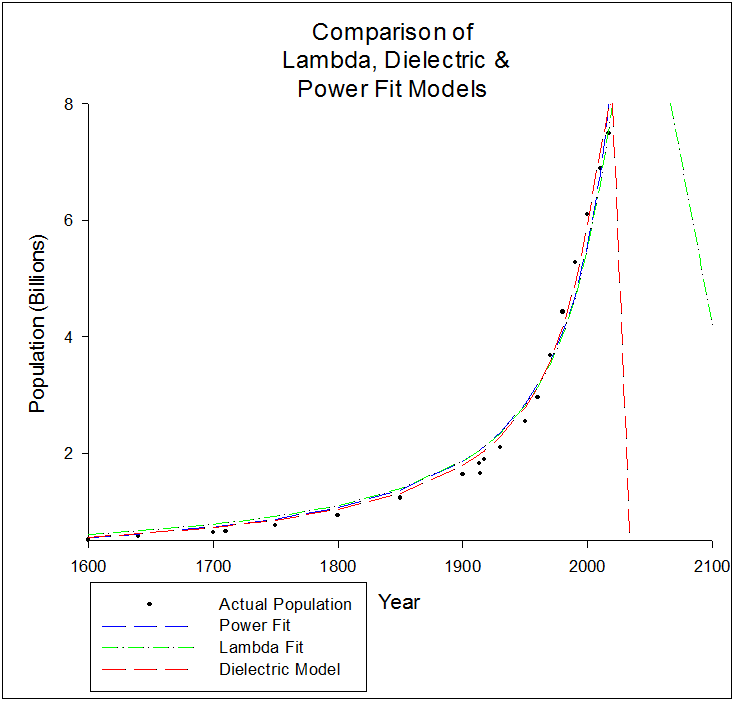 Comparison of
Lambda, Dielectric &
Power Fit Models
8
6
4
2
Population (Billions)
1600 1700 1800 1900 2000 2100
Year
Actual Population
Power Fit
Lambda Fit
Dielectric Model